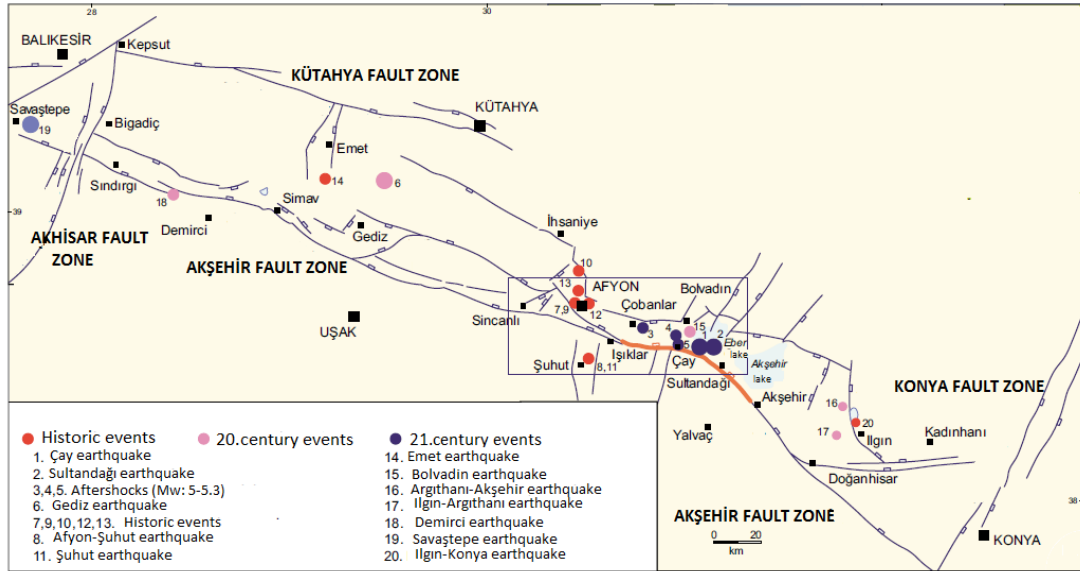 28
30
BALIKESİR
Kepsut
KÜTAHYA FAULT ZONE
KÜTAHYA
Savaştepe
19
Bigadiç
Emet
14
6
Sındırgı
18
Simav
39
Demirci
Gediz
İhsaniye
AKHİSAR FAULT
ZONE
AKŞEHİR FAULT ZONE
10
13
AFYON
Bolvadın
7,9
12
Çobanlar
Sincanlı
UŞAK
3
4
15
1
2
5
Eber
lake
Işıklar
Çay
Şuhut
8,11
Sultandağı
Akşehir
lake
KONYA FAULT ZONE
Akşehir
16
20
17
Ilgın
Kadınhanı
Yalvaç
Doğanhisar
AKŞEHİR FAULT ZONE
38
0
20
km
KONYA
Historic events
20.century events
21.century events
1. Çay earthquake
2. Sultandağı earthquake
3,4,5. Aftershocks (Mw: 5-5.3)
6. Gediz earthquake
7,9,10,12,13. Historic events
8. Afyon-Şuhut earthquake
11. Şuhut earthquake
14. Emet earthquake
15. Bolvadin earthquake
16. Argıthanı-Akşehir earthquake
17. Ilgın-Argıthanı earthquake
18. Demirci earthquake
19. Savaştepe earthquake
20. Ilgın-Konya earthquake